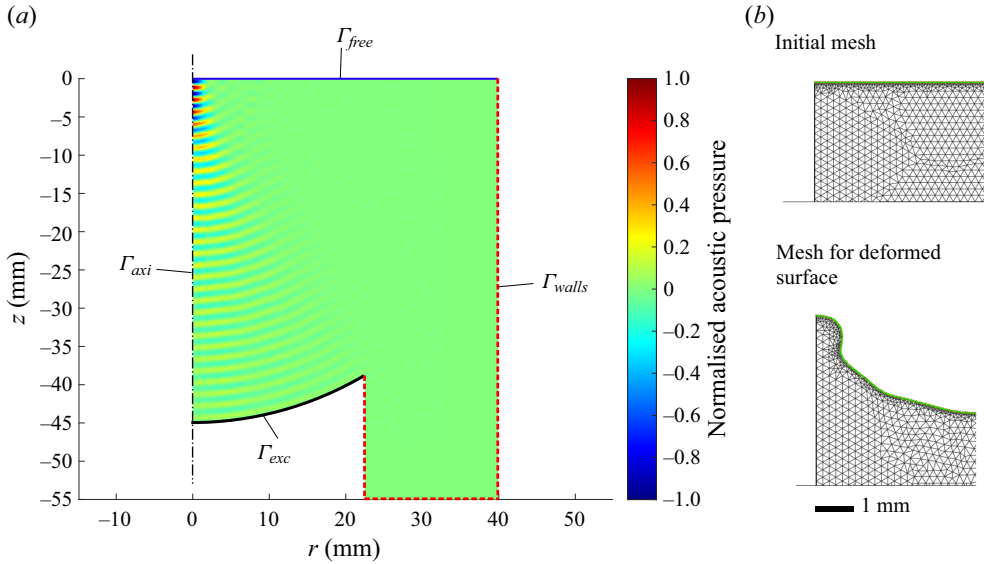 (a)
Γfree
0
–5
–10
–15
–20
–25
–30
–35
–40
–45
–50
–55
z (mm)
Γaxi
Γwalls
Γexc
–10
0
10
20
30
40
50
r (mm)
1.0
0.8
0.6
0.4
0.2
0
–0.2
–0.4
–0.6
–0.8
–1.0
Normalised acoustic pressure
(b)
Initial mesh
Mesh for deformed
surface
1 mm